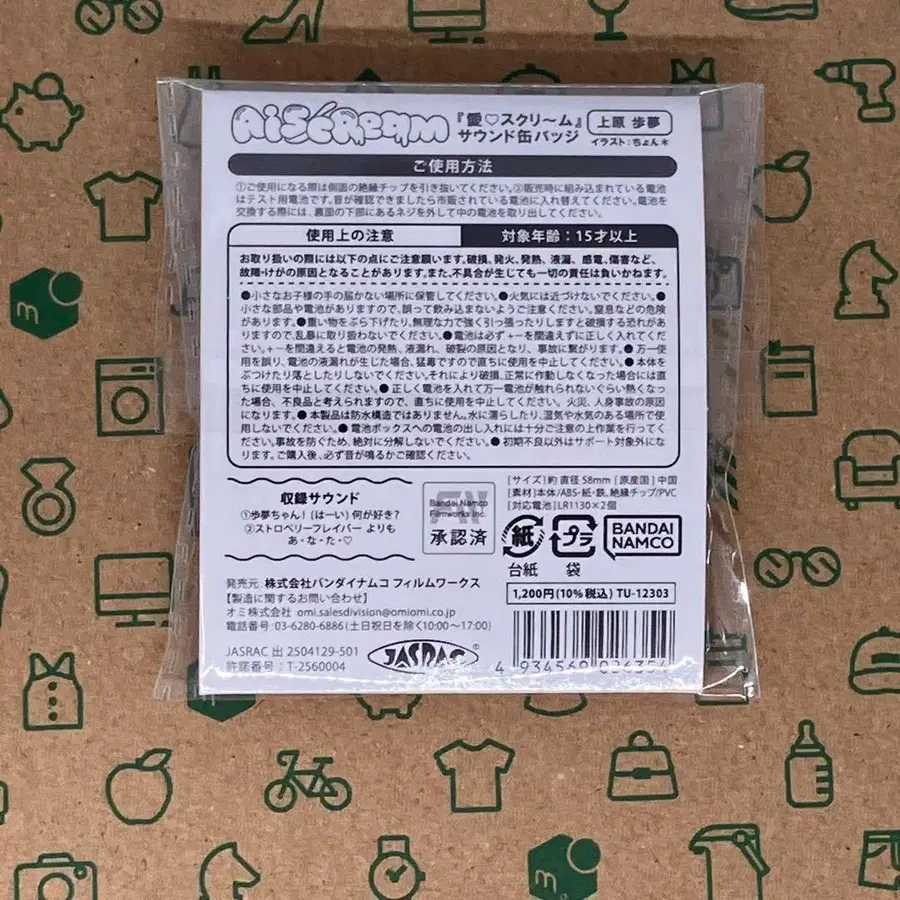 AiScReam
『愛♡スクリ〜ム』
サウンド缶バッジ
上原 歩夢
イラスト:ちょん*
ご使用方法
①ご使用になる際は側面の絶縁チップを引き抜いてください。②販売時に組み込まれている電池
はテスト用電池です。音が確認できましたら市販されている電池に入れ替えてください。電池を
交換する際には、裏面の下部にあるネジを外して中の電池を取り出してください。
使用上の注意
対象年齢:15才以上
お取り扱いの際には以下の点にご注意願います。破損、発火、発熱、液漏、感電、傷害など、
故障・けがの原因となることがあります。また、不具合が生じても一切の責任は負いかねます。
●小さなお子様の手の届かない場所に保管してください。●火気には近づけないでください。●
小さな部品や電池がありますので、誤って飲み込まないようご注意ください。窒息などの危険
があります。●重い物をぶら下げたり、無理な力で強く引っ張ったりしますと破損する恐れがあ
りますので、乱暴に取り扱わないでください。●電池は必ず+−を間違えずに正しく入れてくだ
さい。+−を間違えると電池の発熱、液漏れ、破裂の原因となり、事故に繋がります。● 万一使
用を誤り、電池の液漏れが生じた場合、猛毒ですので直ちに使用を中止してください。● 本体を
ぶつけたり落としたりしないでください。それにより破損、正常に作動しなくなった場合には直
ちに使用を中止してください。● 正しく電池を入れて万一電池が触れられないぐらい熱くなっ
た場合、不良品と考えられますので、直ちに使用を中止してください。火災、人身事故の原因
になります。● 本製品は防水構造ではありません。水に濡らしたり、湿気や水気のある場所で使
用しないでください。● 電池ボックスへの電池の出し入れには十分ご注意の上作業を行ってく
ださい。事故を防ぐため、絶対に分解しないでください。● 初期不良以外はサポート対象外にな
ります。ご購入後、必ず音が鳴るかご確認ください。
収録サウンド
①歩夢ちゃん!(はーい) 何が好き?
②ストロベリーフレイバー よりも
あ・な・た・♡
Bandai Namco
Filmworks Inc.
承認済
[サイズ]約 直径 58mm [原産国] 中国
[素材]本体/ABS・紙・鉄、絶縁チップ/PVC
[対応電池]LR1130×2個
紙
台紙
プラ
袋
BANDAI
NAMCO
発売元: 株式会社バンダイナムコ フィルムワークス
【製造に関するお問い合わせ】
オミ株式会社 omi.salesdivision@omiomi.co.jp
電話番号 03-6280-6886(土日祝日を除く10:00〜17:00)
1,200円(10%税込) TU-12303
JASRAC 出 2504129-501
許諾番号:T-2560004
JASRAC